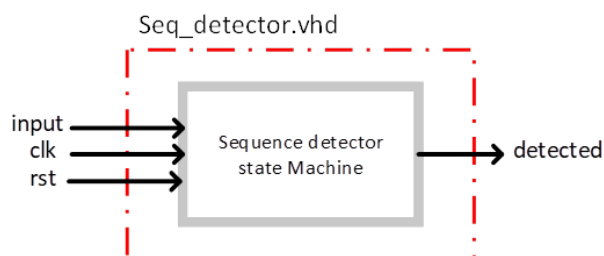 Seq_detector.vhd
input
clk
rst
Sequence detector
state Machine
detected